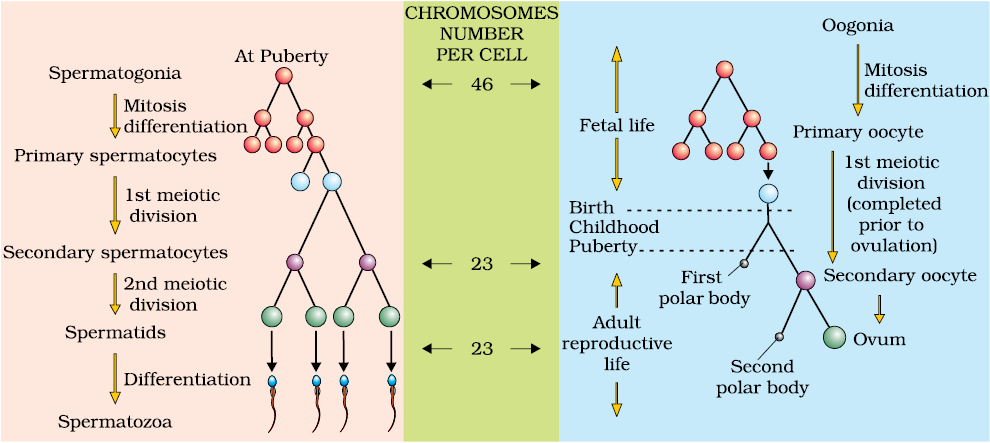 At Puberty
Spermatogonia
Mitosis
differentiation
Primary spermatocytes
1st meiotic
division
Secondary spermatocytes
2nd meiotic
division
Spermatids
Differentiation
Spermatozoa
CHROMOSOMES
NUMBER
PER CELL
46
23
23
Fetal life
Birth
Childhood
Puberty
First
polar body
Adult
reproductive
life
Second
polar body
Oogonia
Mitosis
differentiation
Primary oocyte
1st meiotic
division
(completed
prior to
ovulation)
Secondary oocyte
Ovum